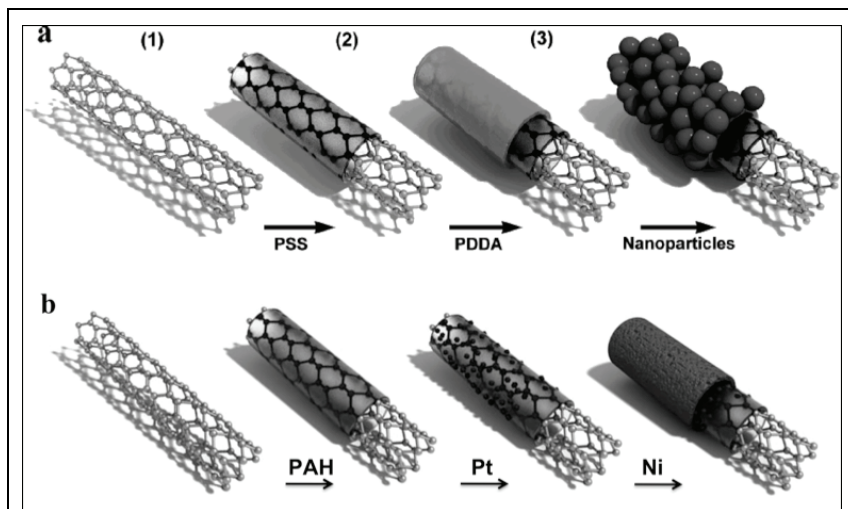 a
(1) (2) (3)
PSS PDDA Nanoparticles
b
PAH Pt Ni